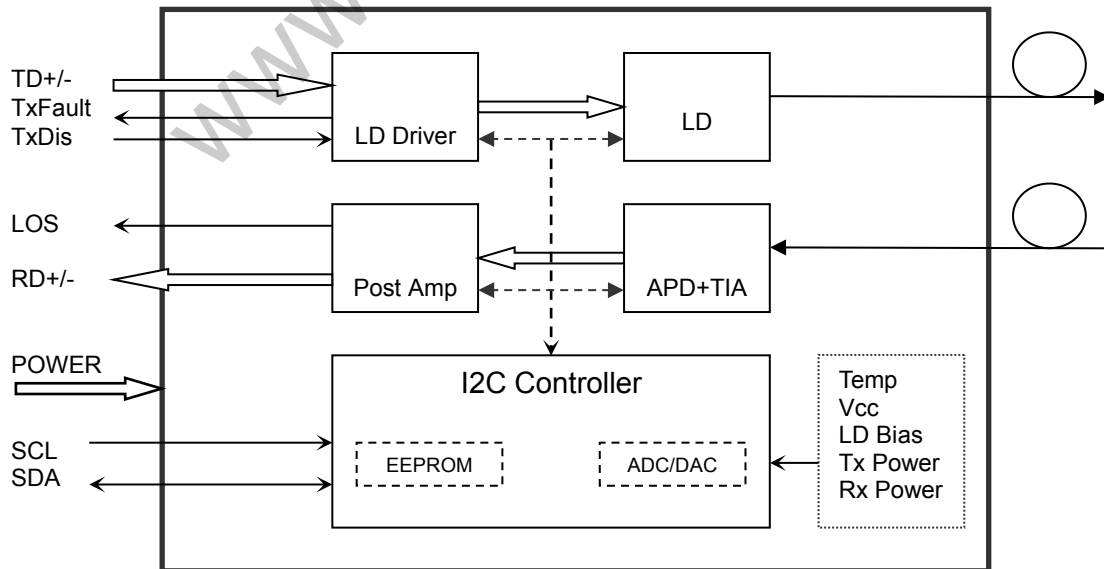 www
TD+/-
TxFault
TxDis
LD Driver
LD
LOS
RD+/-
Post Amp
APD+TIA
POWER
I2C Controller
SCL
SDA
EEPROM
ADC/DAC
Temp
Vcc
LD Bias
Tx Power
Rx Power